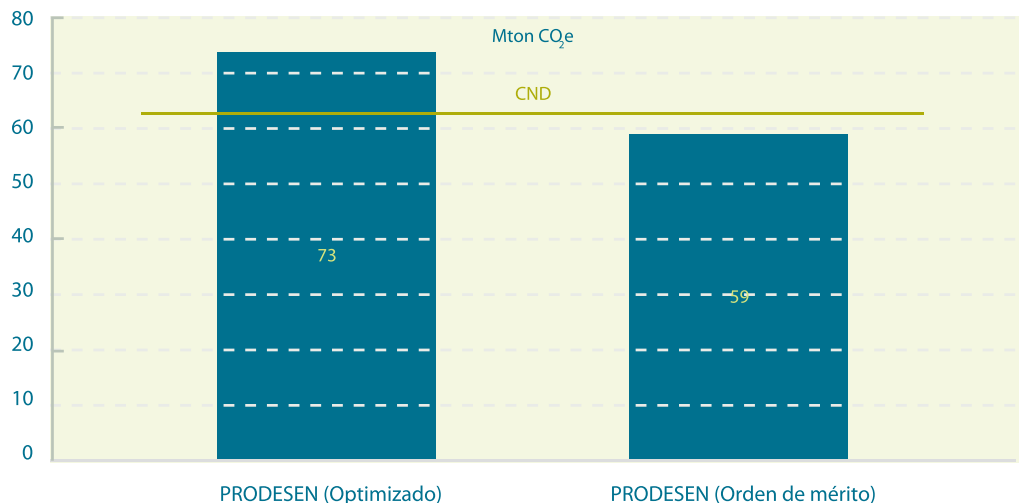 Mton CO₂e
80
70
60
50
40
30
20
10
0
CND
73
59
PRODESEN (Optimizado)
PRODESEN (Orden de mérito)